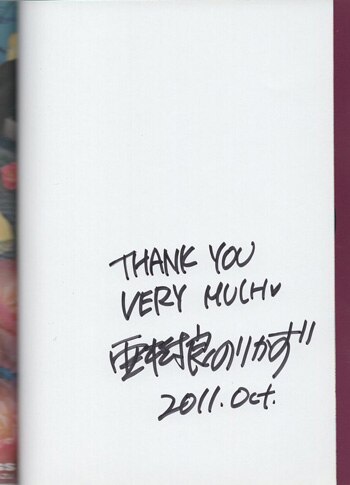 THANK YOU
VERY MUCH♥
のりかず
2011. Oct.